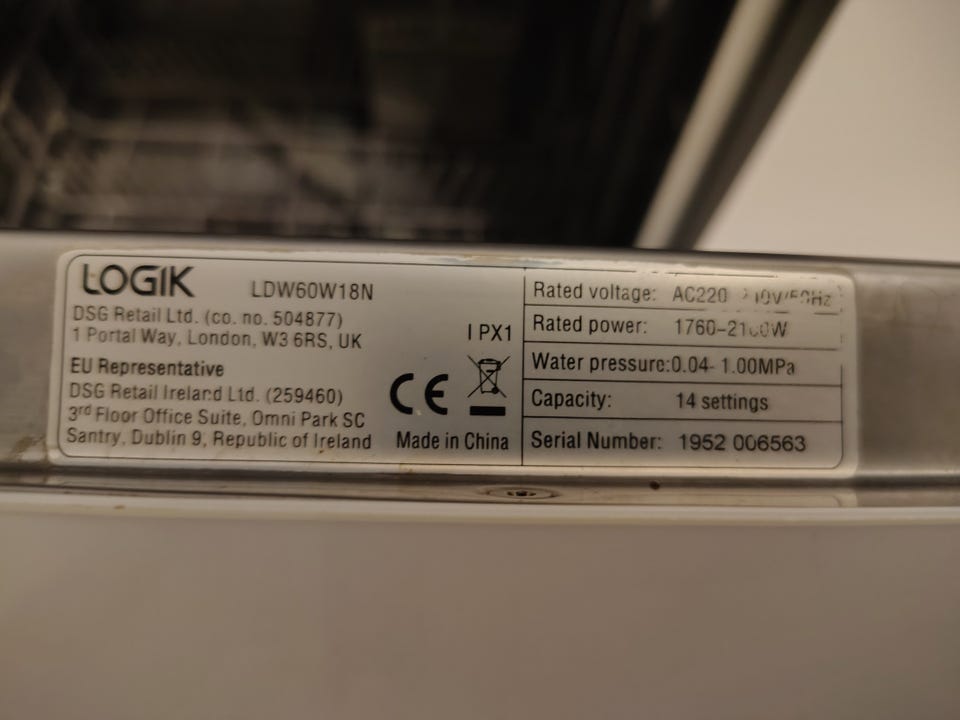 LOGIK LDW60W18N
DSG Retail Ltd. (co. no. 504877)
1 Portal Way, London, W3 6RS, UK
IPX1
EU Representative
DSG Retail Ireland Ltd. (259460)
3rd Floor Office Suite, Omni Park SC
Santry, Dublin 9, Republic of Ireland
CE
Made in China
Rated voltage: AC220
Rated power:
Water pressure:0.04-1.00MPa
Capacity: 14 settings
Serial Number: 1952 006563